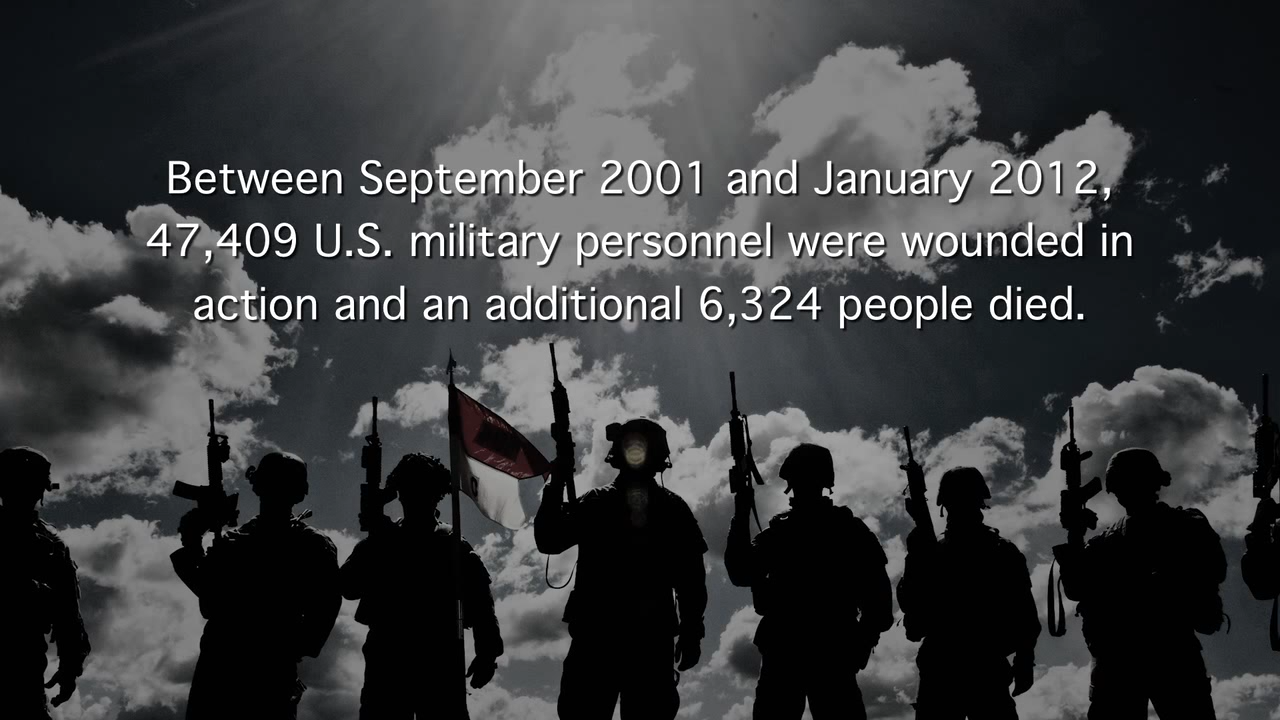 Between September 2001 and January 2012,
47,409 U.S. military personnel were wounded in
action and an additional 6,324 people died.